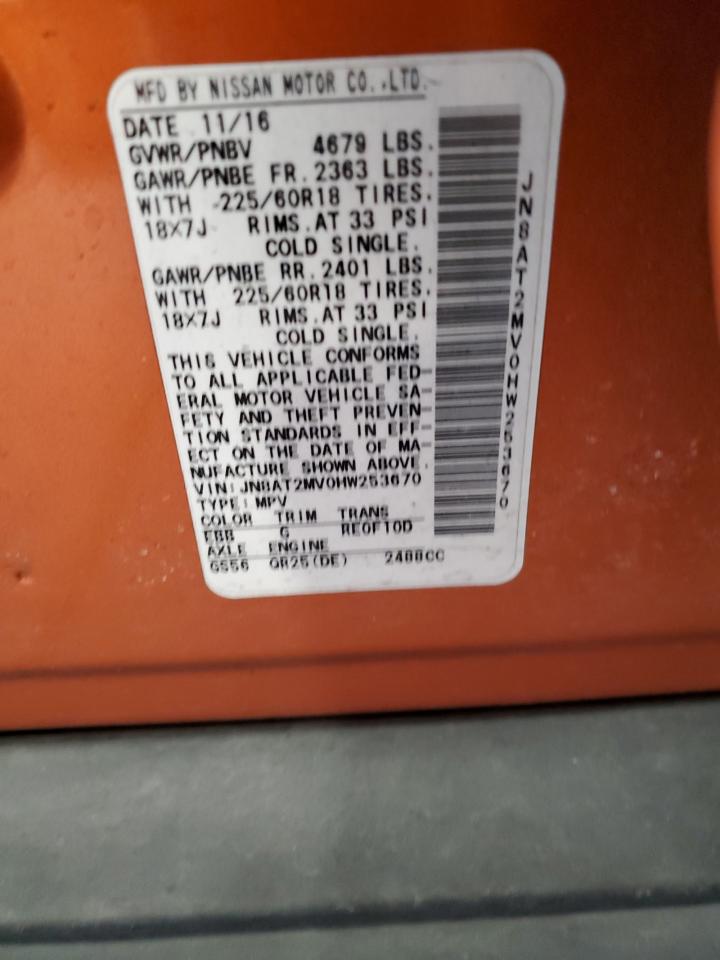 MFD BY NISSAN MOTOR CO.,LTD.
DATE 11/16
GVWR/PNBV 4679 LBS.
GAWR/PNBE FR. 2363 LBS.
WITH 225/60R18 TIRES.
18X7J RIMS.AT 33 PSI
COLD SINGLE.
GAWR/PNBE RR. 2401 LBS.
WITH 225/60R18 TIRES.
18X7J RIMS.AT 33 PSI
COLD SINGLE.
THIS VEHICLE CONFORMS
TO ALL APPLICABLE FED-
ERAL MOTOR VEHICLE SA-
FETY AND THEFT PREVEN-
TION STANDARDS IN EFF-
ECT ON THE DATE OF MA-
NUFACTURE SHOWN ABOVE.
VIN: JN8AT2MV0HW253670
TYPE: MPV
COLOR TRIM TRANS
EBB G RE0F10D
AXLE ENGINE
GS56 QR25(DE) 2488CC
JN8AT2MV0HW253670